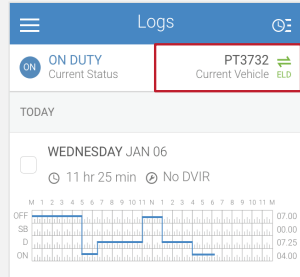 Logs
ON
ON DUTY
Current Status
PT3732
Current Vehicle
ELD
TODAY
WEDNESDAY JAN 06
11 hr 25 min
No DVIR
M 1 2 3 4 5 6 7 8 9 10 11 N 1 2 3 4 5 6 7 8 9 10 11 M
OFF 07.00
SB 00.00
D 07.25
ON 04.00